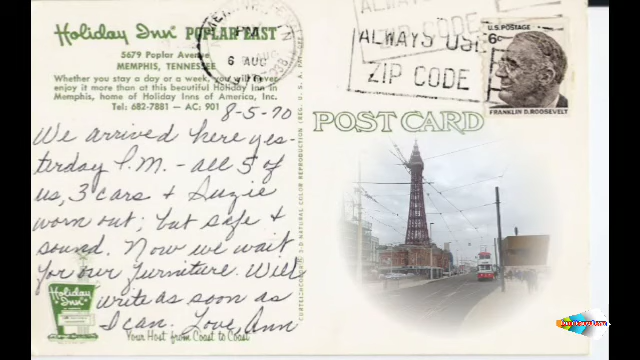 Holiday Inn POPLAR EAST
5679 Poplar Avenue
MEMPHIS, TENNESSEE
Whether you stay a day or a week, you will never
enjoy it more than at this beautiful Holiday Inn in
Memphis, home of Holiday Inns of America, Inc.
Tel: 682-7881 — AC: 901
8-5-70
We arrived here yes-
terday P.M. - all 5 of
us, 3 cars & Suzie
worn out; but safe &
sound. Now we wait
for our furniture. Will
write as soon as
I can. Love, Ann
Holiday Inn
Your Host from Coast to Coast
PM
6 AUG
ALWAYS USE
ZIP CODE
U.S. POSTAGE
6c
FRANKLIN D. ROOSEVELT
POST CARD